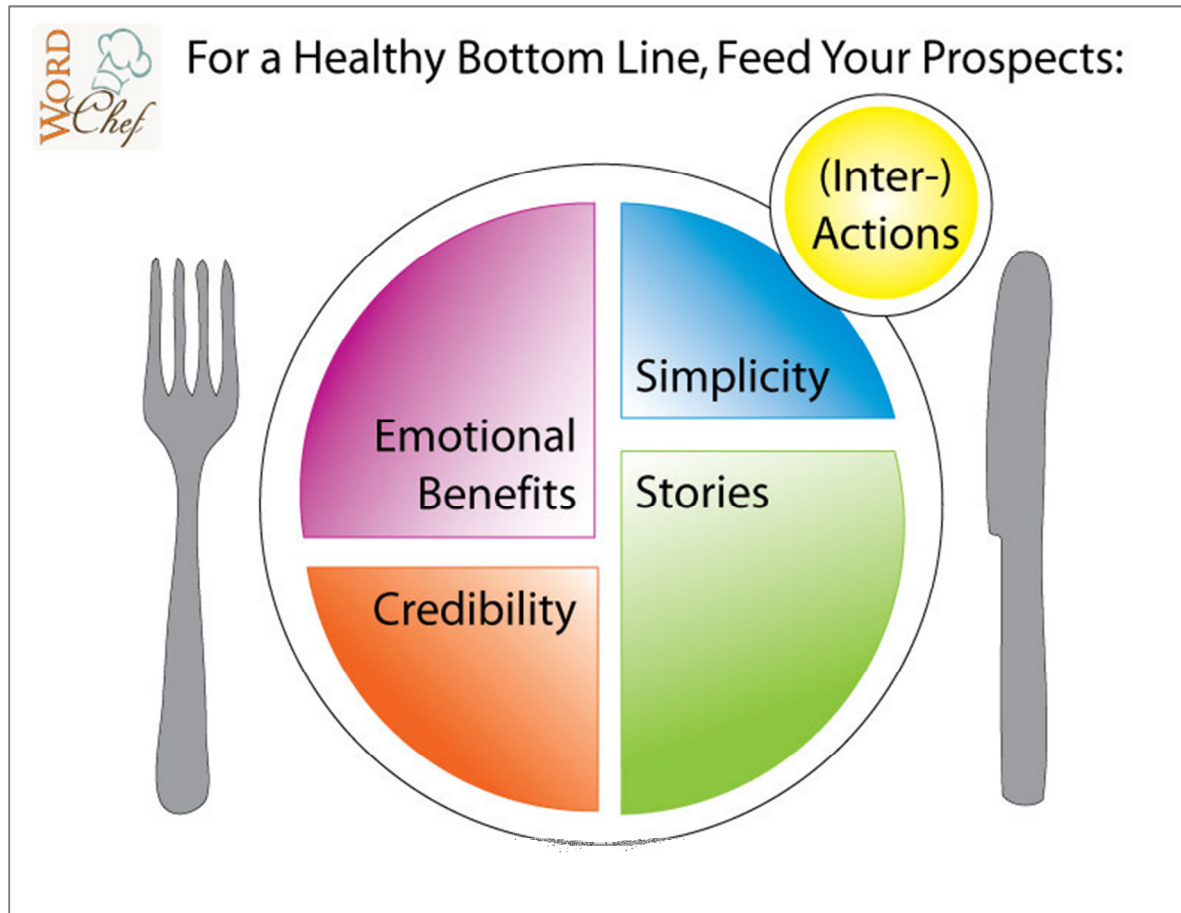 WORD
Chef
For a Healthy Bottom Line, Feed Your Prospects:
(Inter-)
Actions
Simplicity
Emotional
Benefits
Stories
Credibility